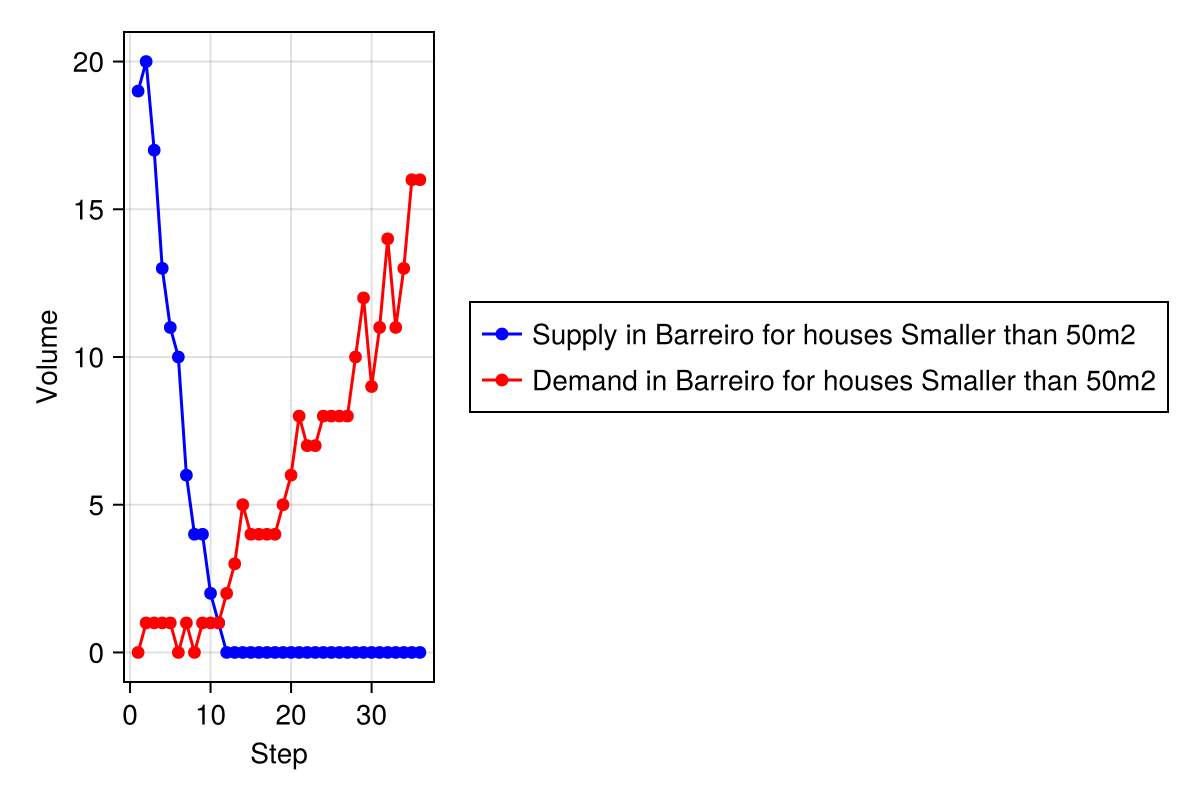 Volume
20
15
10
5
0
0 10 20 30
Step
Supply in Barreiro for houses Smaller than 50m2
Demand in Barreiro for houses Smaller than 50m2